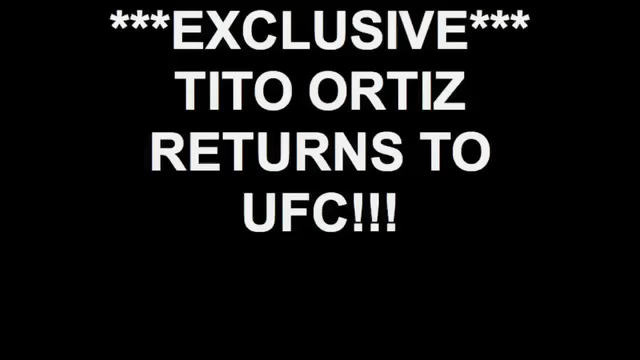 ***EXCLUSIVE***
TITO ORTIZ
RETURNS TO
UFC!!!